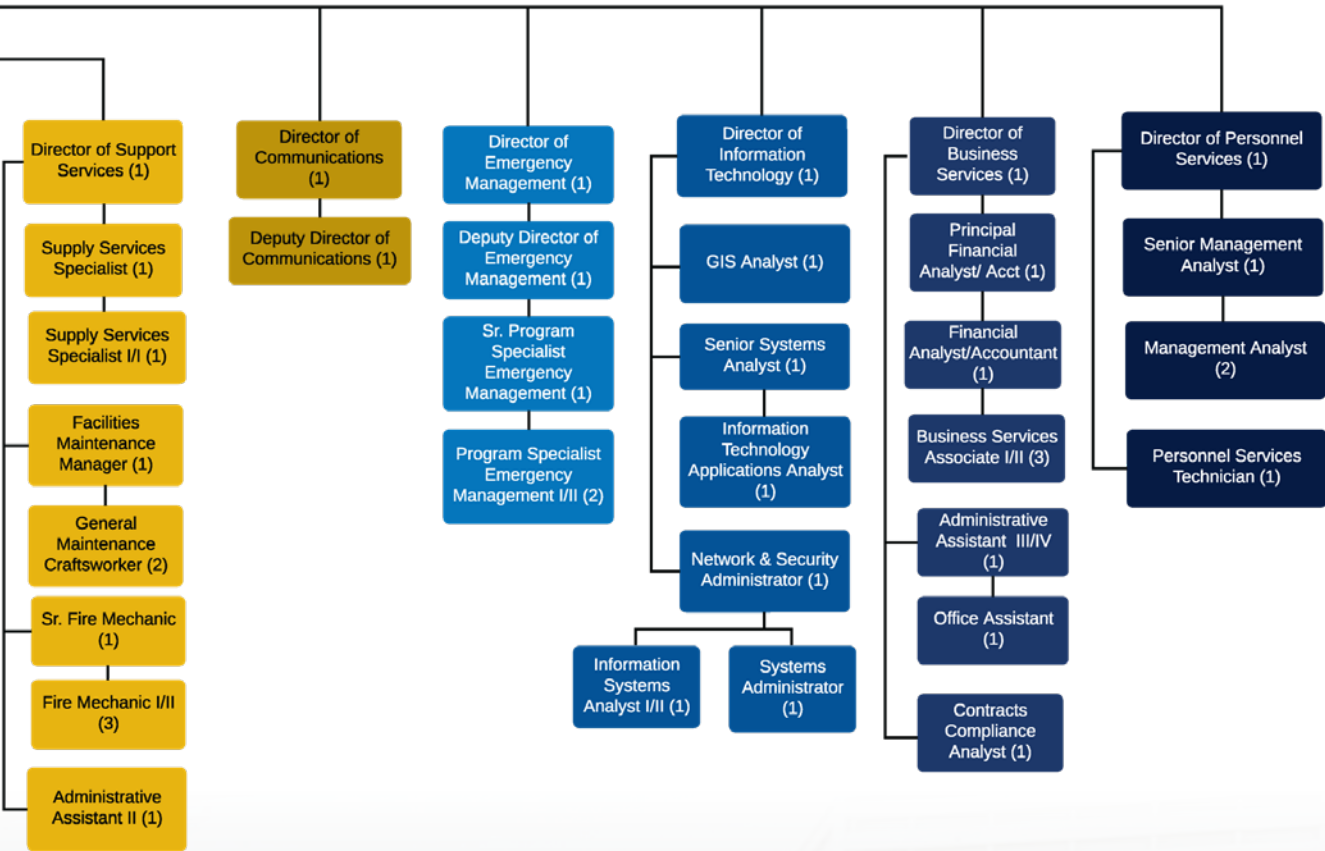 Director of Support
Services (1)
Supply Services
Specialist (1)
Supply Services
Specialist I/I (1)
Facilities
Maintenance
Manager (1)
General
Maintenance
Craftsworker (2)
Sr. Fire Mechanic
(1)
Fire Mechanic I/II
(3)
Administrative
Assistant II (1)
Director of
Communications
(1)
Deputy Director of
Communications (1)
Director of
Emergency
Management (1)
Deputy Director of
Emergency
Management (1)
Sr. Program
Specialist
Emergency
Management (1)
Program Specialist
Emergency
Management I/II (2)
Director of
Information
Technology (1)
GIS Analyst (1)
Senior Systems
Analyst (1)
Information
Technology
Applications Analyst
(1)
Network & Security
Administrator (1)
Information
Systems
Analyst I/II (1)
Systems
Administrator
(1)
Director of
Business
Services (1)
Principal
Financial
Analyst/ Acct (1)
Financial
Analyst/Accountant
(1)
Business Services
Associate I/II (3)
Administrative
Assistant III/IV
(1)
Office Assistant
(1)
Contracts
Compliance
Analyst (1)
Director of Personnel
Services (1)
Senior Management
Analyst (1)
Management Analyst
(2)
Personnel Services
Technician (1)